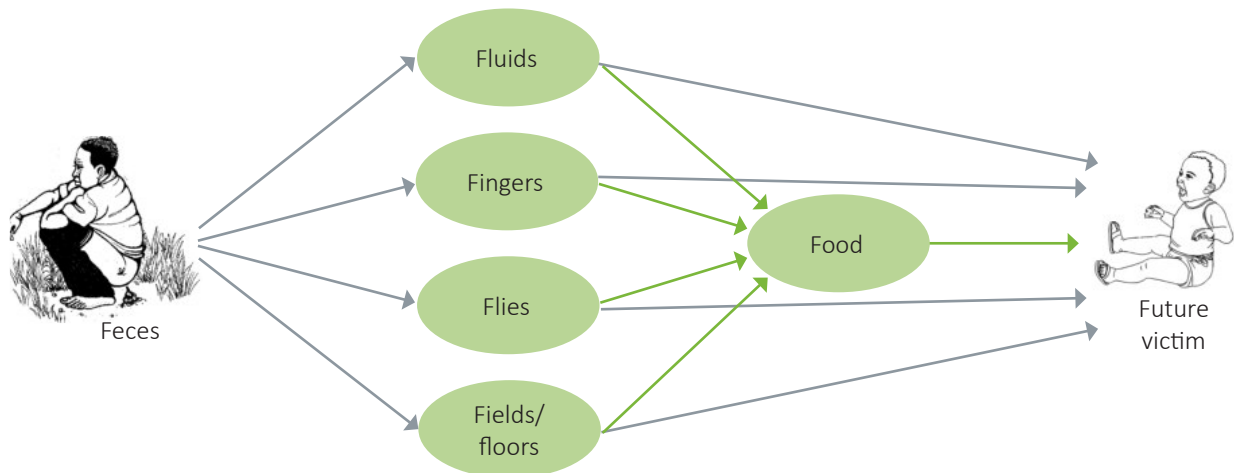 Fluids
Fingers
Food
Flies
Feces
Future
victim
Fields/
floors